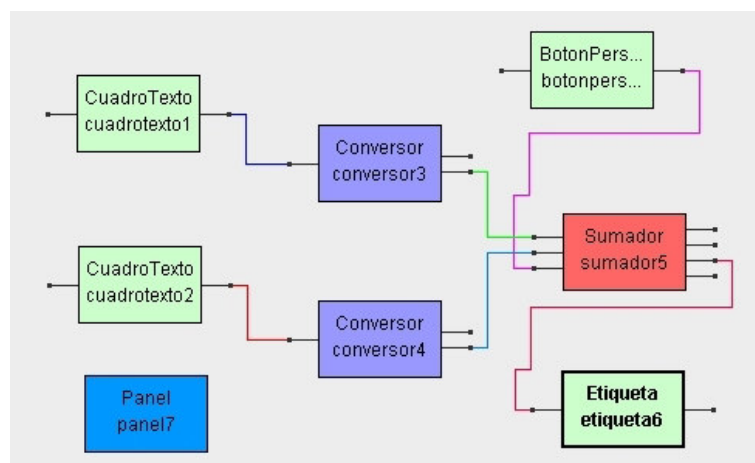 BotonPers...
botonpers...
CuadroTexto
cuadrotexto1
Conversor
conversor3
Sumador
sumador5
CuadroTexto
cuadrotexto2
Conversor
conversor4
Panel
panel7
Etiqueta
etiqueta6